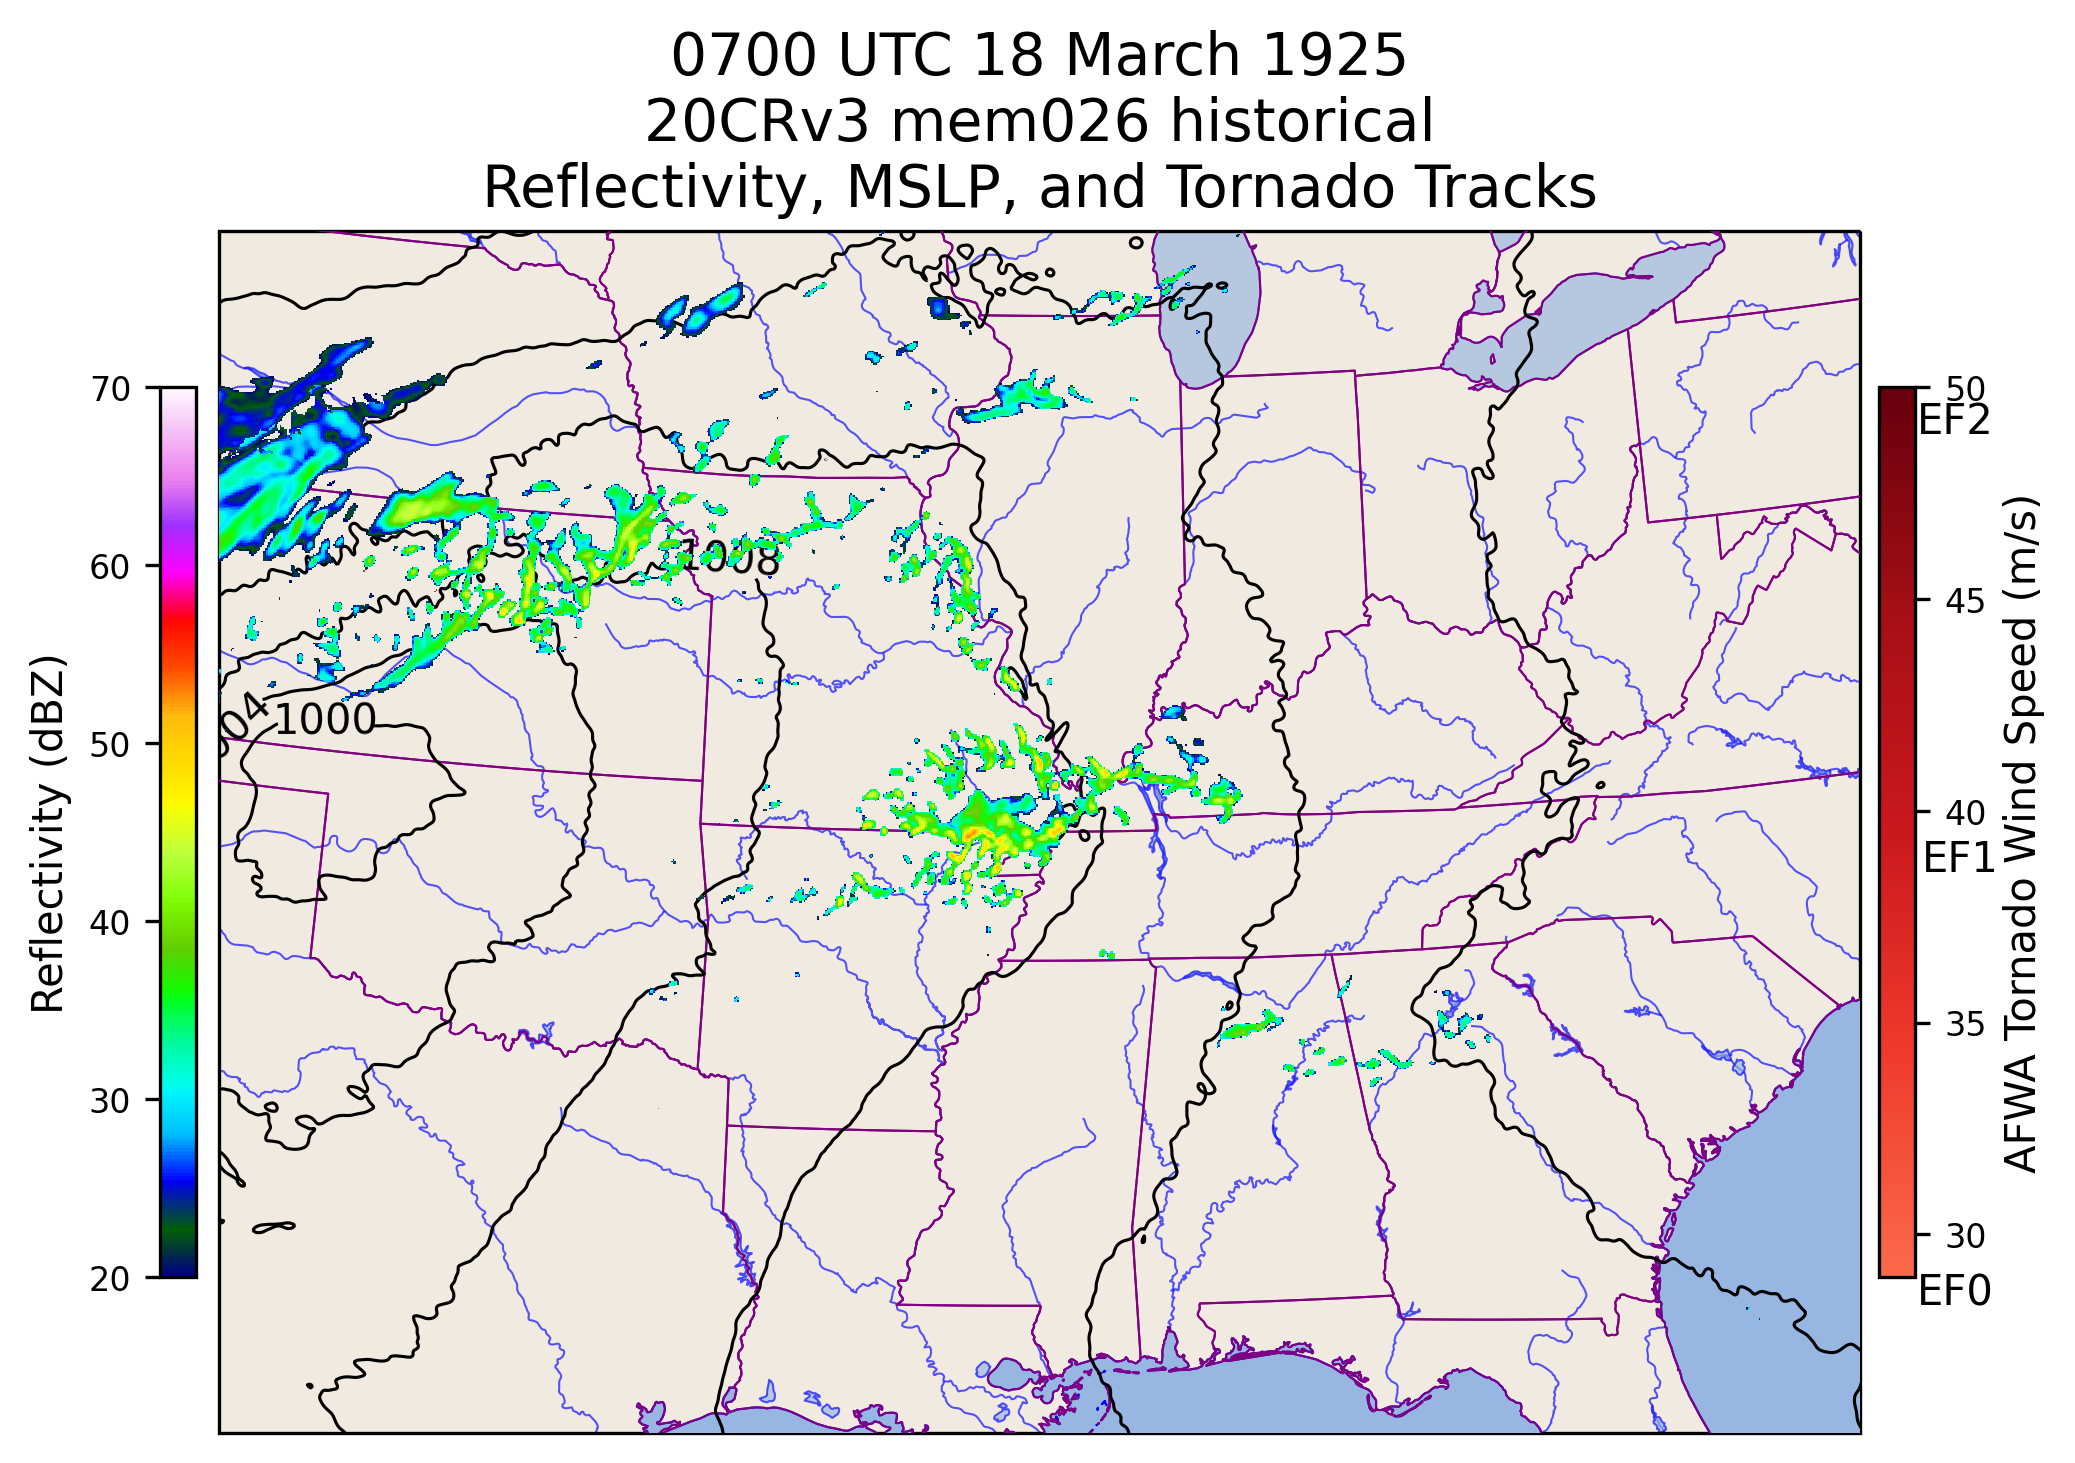 0700 UTC 18 March 1925
20CRv3 mem026 historical
Reflectivity, MSLP, and Tornado Tracks
70
60
50
40
30
20
Reflectivity (dBZ)
1008
04
1000
50
EF2
45
40
EF1
35
30
EF0
AFWA Tornado Wind Speed (m/s)